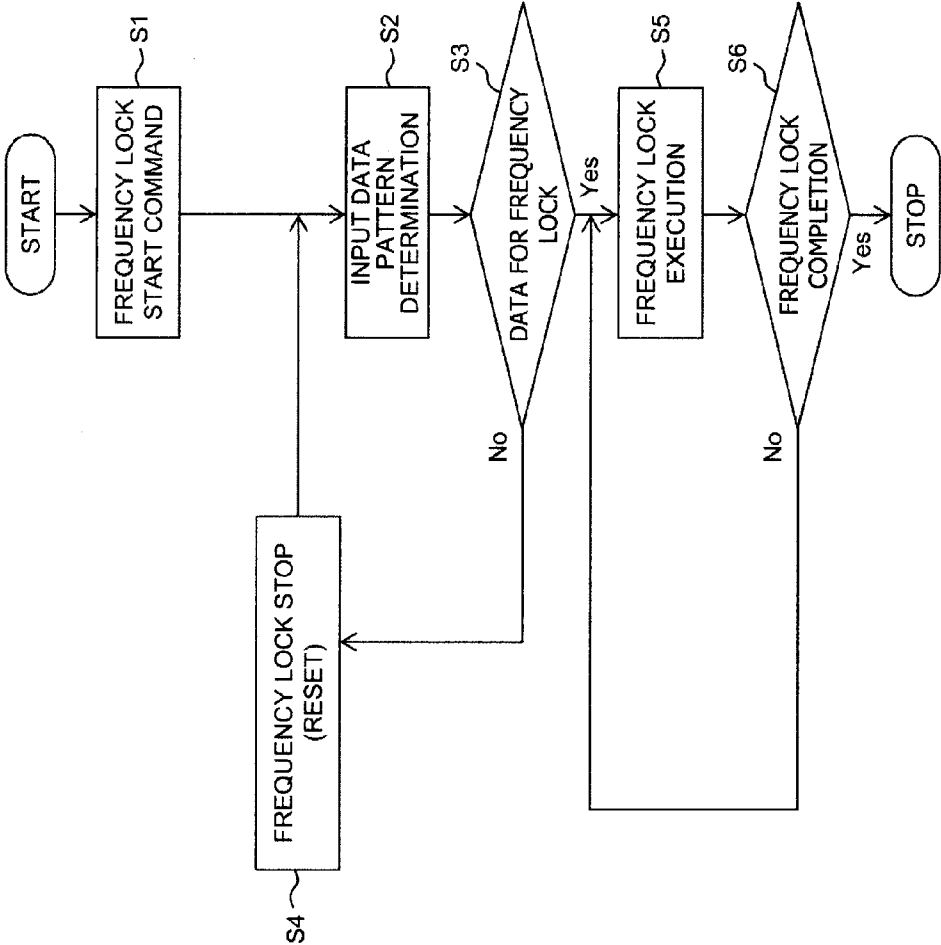 START
FREQUENCY LOCK
START COMMAND
S1
INPUT DATA
PATTERN
DETERMINATION
S2
DATA FOR FREQUENCY
LOCK
S3
No
Yes
FREQUENCY LOCK STOP
(RESET)
S4
FREQUENCY LOCK
EXECUTION
S5
FREQUENCY LOCK
COMPLETION
S6
No
Yes
STOP